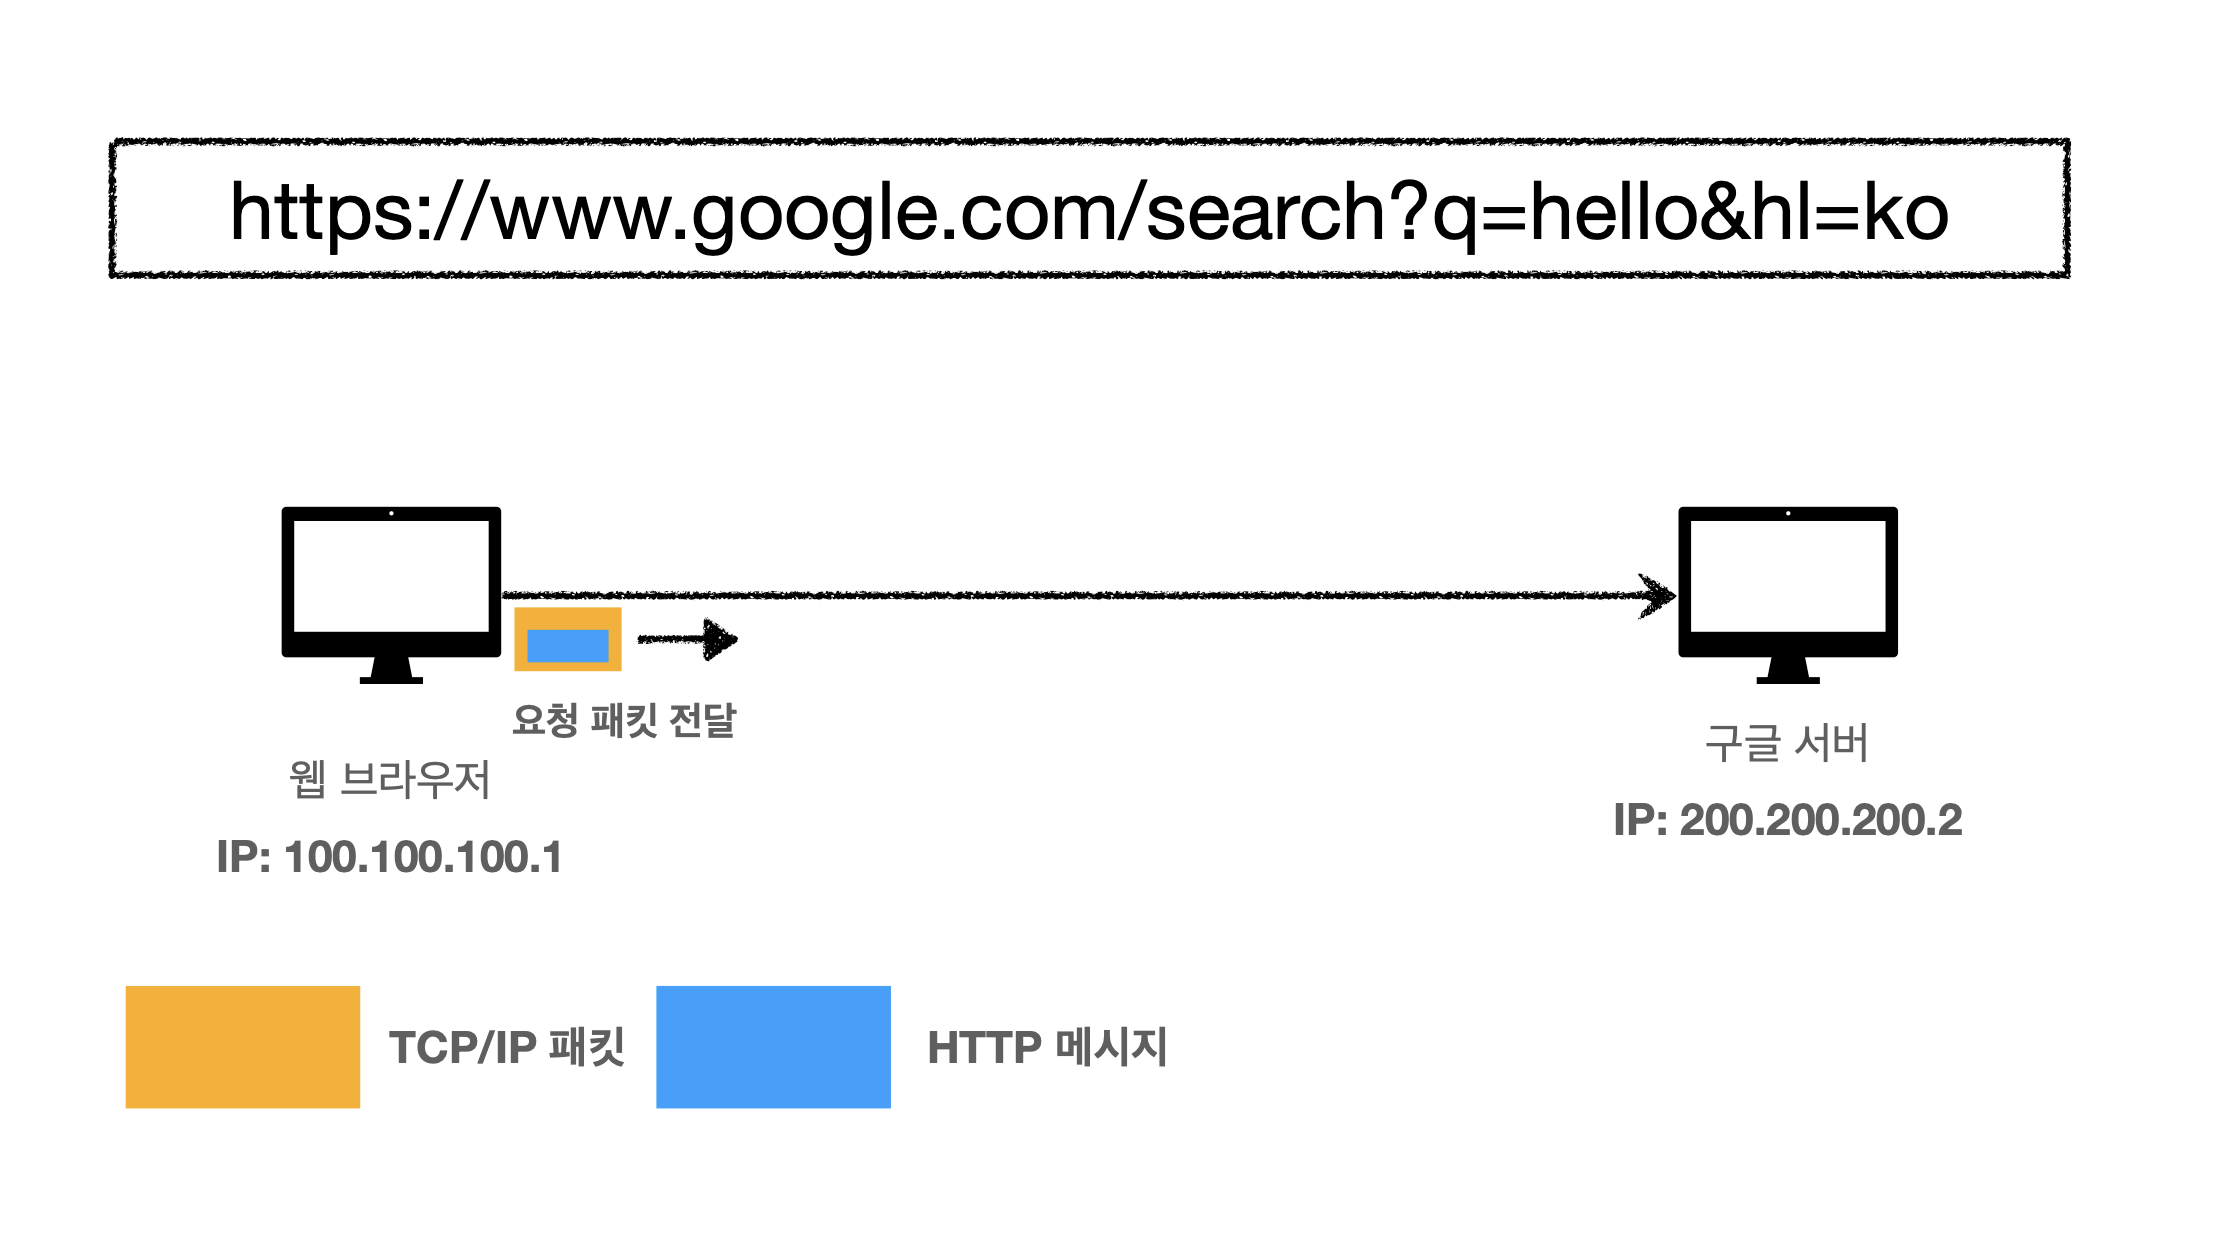 https://www.google.com/search?q=hello&hl=ko
요청 패킷 전달
웹 브라우저
IP: 100.100.100.1
구글 서버
IP: 200.200.200.2
TCP/IP 패킷
HTTP 메시지